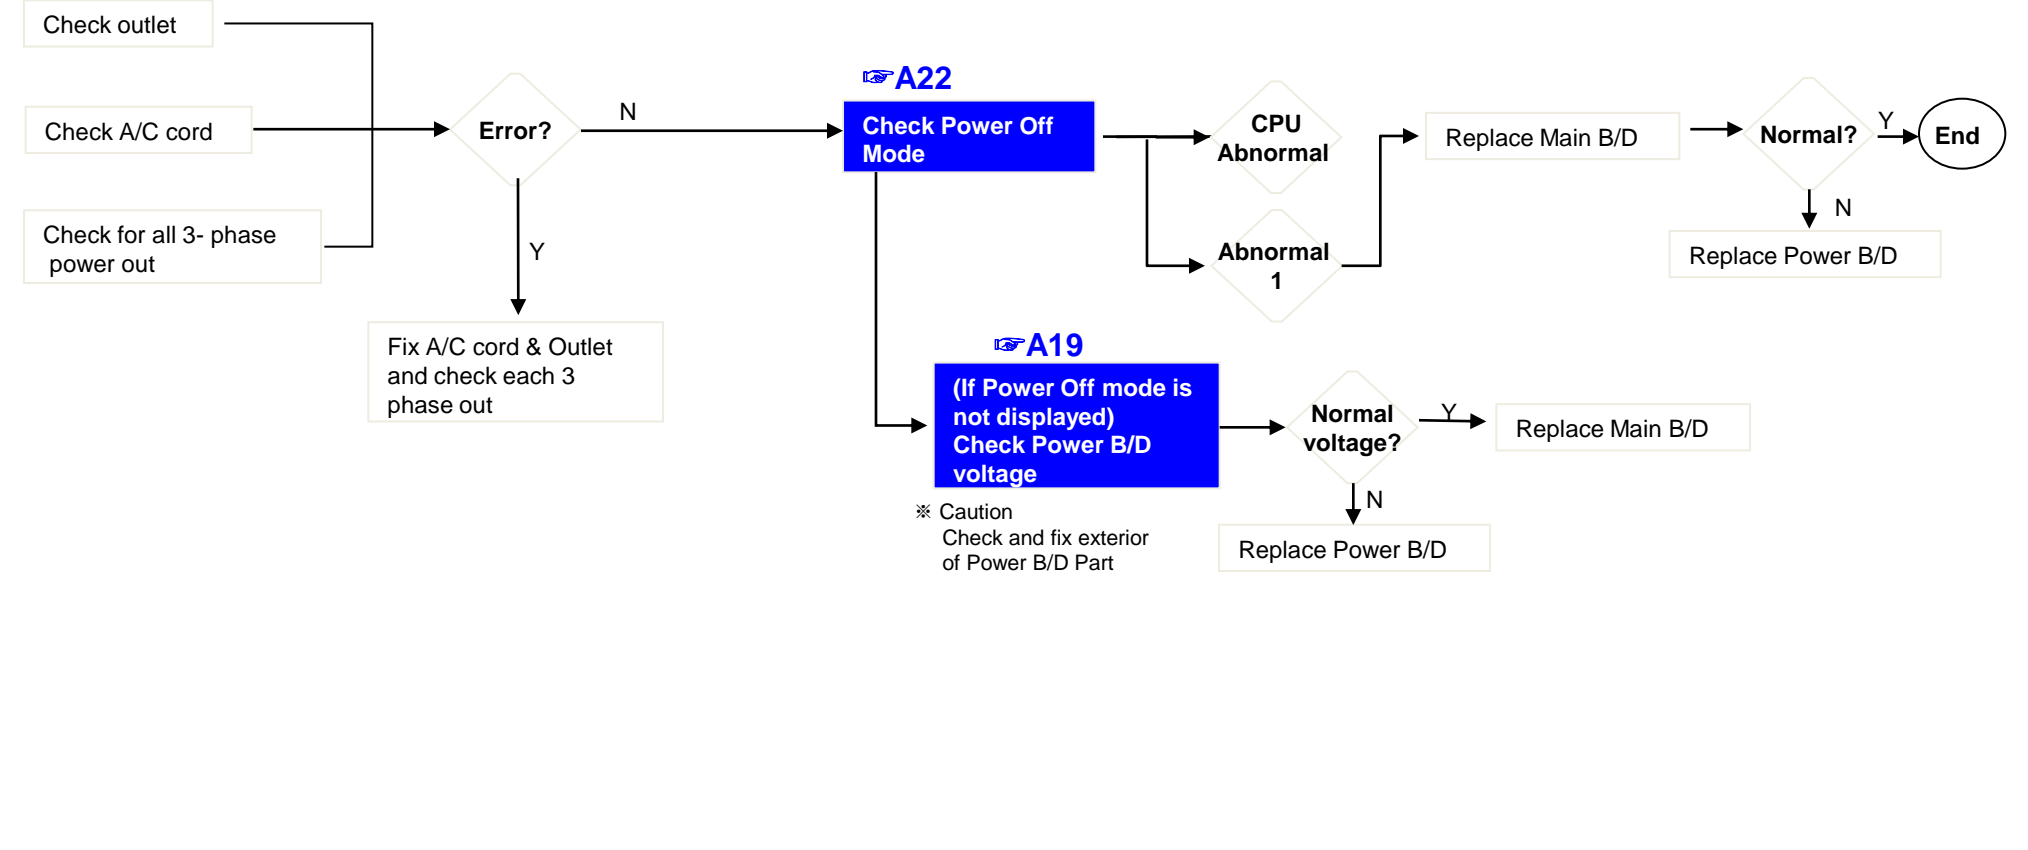 Check outlet
Check A/C cord
Check for all 3- phase
power out
Error?
N
Y
Fix A/C cord & Outlet
and check each 3
phase out
☞A22
Check Power Off
Mode
CPU
Abnormal
Abnormal
1
Replace Main B/D
Normal?
Y
End
N
Replace Power B/D
☞A19
(If Power Off mode is
not displayed)
Check Power B/D
voltage
※ Caution
Check and fix exterior
of Power B/D Part
Normal
voltage?
Y
Replace Main B/D
N
Replace Power B/D